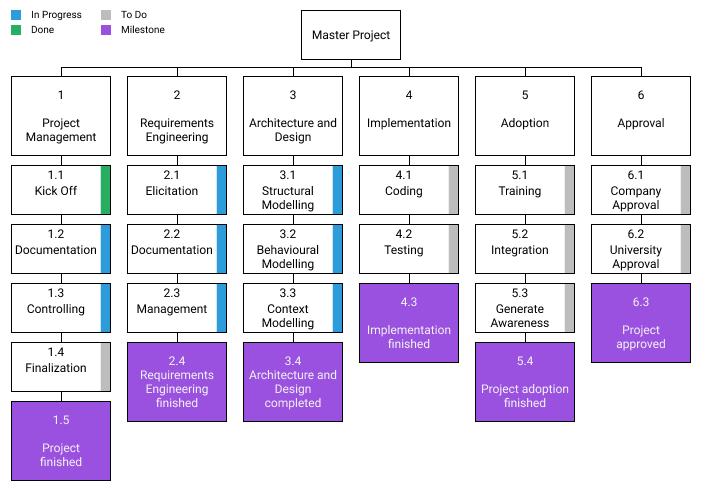 In Progress
To Do
Done
Milestone
Master Project
1
Project
Management
2
Requirements
Engineering
3
Architecture and
Design
4
Implementation
5
Adoption
6
Approval
1.1
Kick Off
2.1
Elicitation
3.1
Structural
Modelling
4.1
Coding
5.1
Training
6.1
Company
Approval
1.2
Documentation
2.2
Documentation
3.2
Behavioural
Modelling
4.2
Testing
5.2
Integration
6.2
University
Approval
1.3
Controlling
2.3
Management
3.3
Context
Modelling
4.3
Implementation
finished
5.3
Generate
Awareness
6.3
Project
approved
1.4
Finalization
2.4
Requirements
Engineering
finished
3.4
Architecture and
Design
completed
5.4
Project adoption
finished
1.5
Project
finished